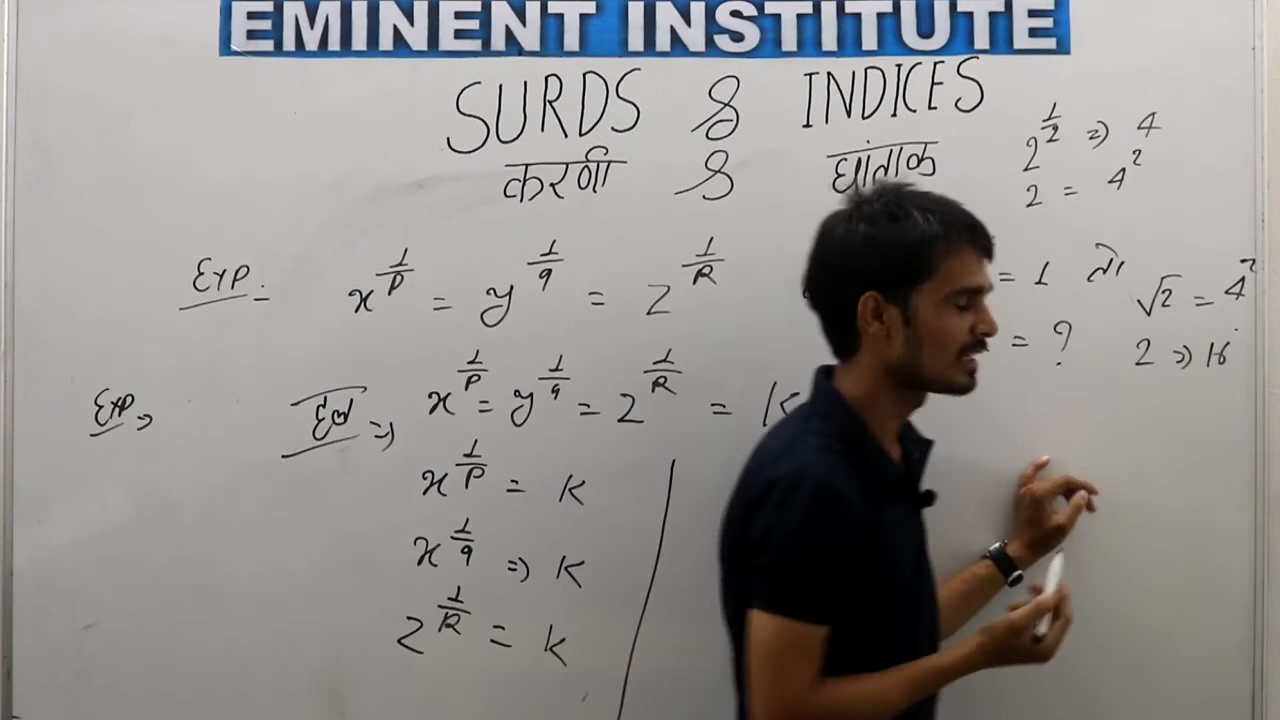 EMINENT INSTITUTE
SURDS & INDICES
करणी & घांताक
2^(1/2) => 4
2 = 4^2
Exp:- x^(1/P) = y^(1/q) = z^(1/R)
= 1 तो
= ?
√2 = 4^2
2 => 16
Exp =>
हल => x^(1/P) = y^(1/q) = z^(1/R) = K
x^(1/P) = K
x^(1/q) => K
z^(1/R) = K